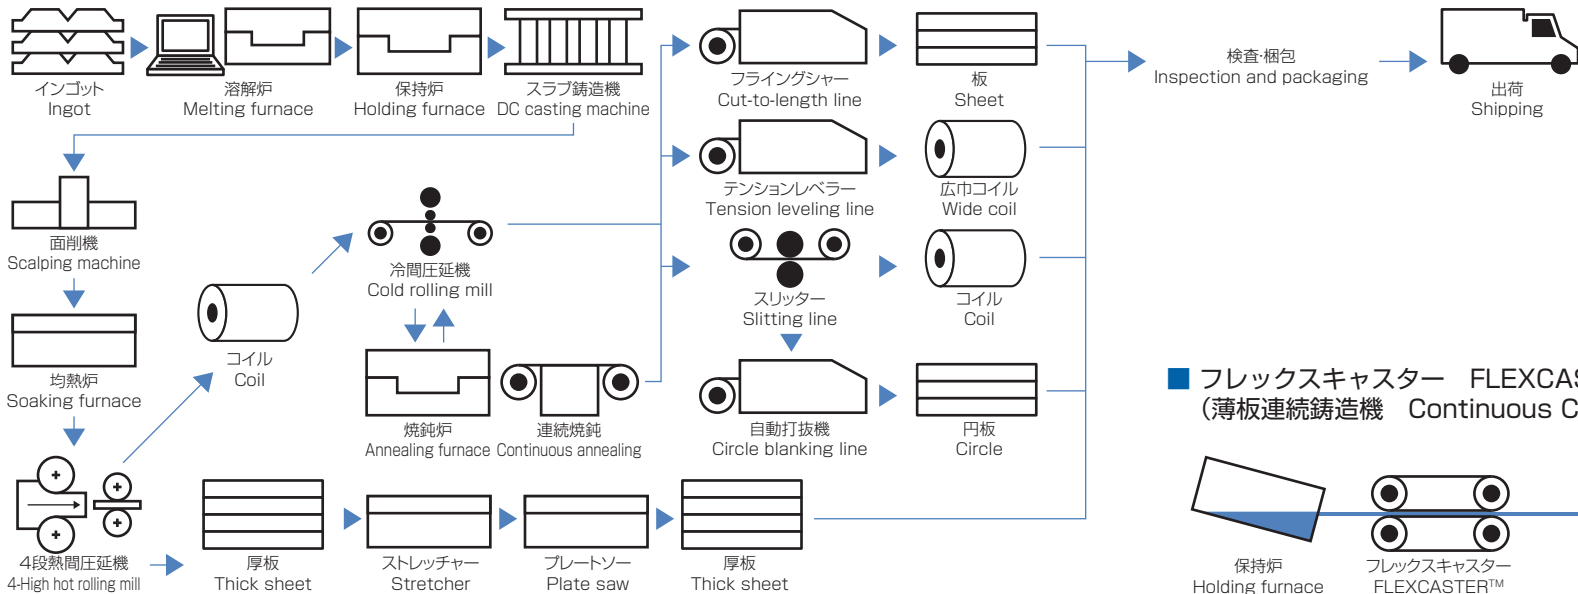 インゴット
Ingot
溶解炉
Melting furnace
保持炉
Holding furnace
スラブ鋳造機
DC casting machine
フライングシャー
Cut-to-length line
板
Sheet
検査・梱包
Inspection and packaging
出荷
Shipping
面削機
Scalping machine
テンションレベラー
Tension leveling line
広巾コイル
Wide coil
冷間圧延機
Cold rolling mill
スリッター
Slitting line
コイル
Coil
コイル
Coil
均熱炉
Soaking furnace
焼鈍炉
Annealing furnace
連続焼鈍
Continuous annealing
自動打抜機
Circle blanking line
円板
Circle
4段熱間圧延機
4-High hot rolling mill
厚板
Thick sheet
ストレッチャー
Stretcher
プレートソー
Plate saw
厚板
Thick sheet
フレックスキャスター FLEXCAS
(薄板連続鋳造機 Continuous C
保持炉
Holding furnace
フレックスキャスター
FLEXCASTER™